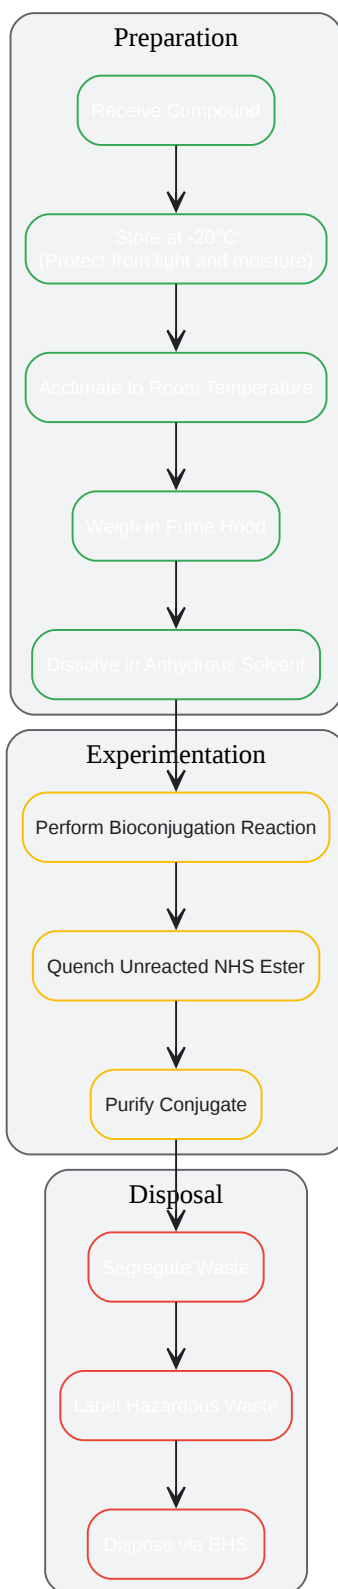 Preparation
Receive Compound
Store at -20°C
(Protect from light and moisture)
Acclimate to Room Temperature
Weigh in Fume Hood
Dissolve in Anhydrous Solvent
Experimentation
Perform Bioconjugation Reaction
Quench Unreacted NHS Ester
Purify Conjugate
Disposal
Segregate Waste
Label Hazardous Waste
Dispose via EHS